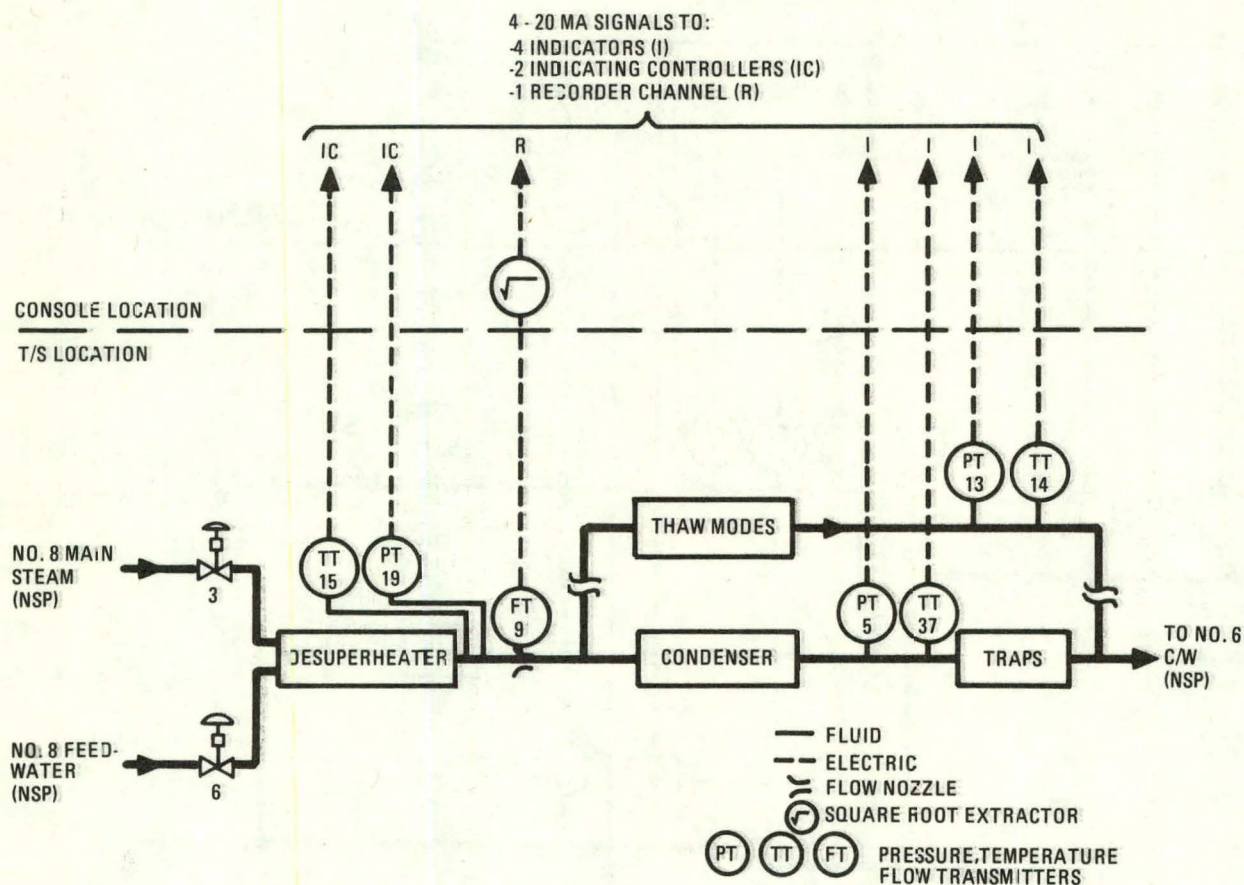 4 - 20 MA SIGNALS TO:
-4 INDICATORS (I)
-2 INDICATING CONTROLLERS (IC)
-1 RECORDER CHANNEL (R)
IC IC R I I I I
√
CONSOLE LOCATION
T/S LOCATION
PT
13
TT
14
THAW MODES
NO. 8 MAIN
STEAM
(NSP)
3
TT
15
PT
19
FT
9
PT
5
TT
37
DESUPERHEATER
CONDENSER
TRAPS
TO NO. 6
C/W
(NSP)
NO. 8 FEED-
WATER
(NSP)
6
FLUID
ELECTRIC
FLOW NOZZLE
√ SQUARE ROOT EXTRACTOR
PT TT FT PRESSURE,TEMPERATURE
FLOW TRANSMITTERS